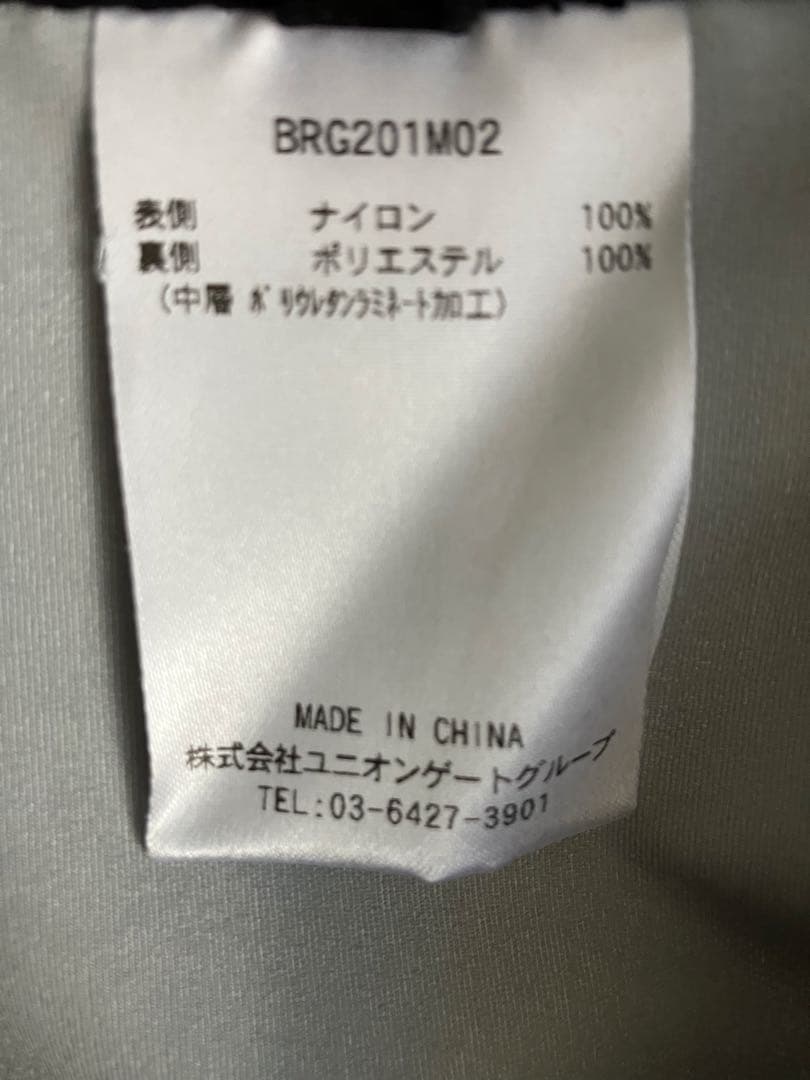 BRG201M02
表側 ナイロン 100%
裏側 ポリエステル 100%
(中層 ポリウレタンラミネート加工)
MADE IN CHINA
株式会社ユニオンゲートグループ
TEL:03-6427-3901